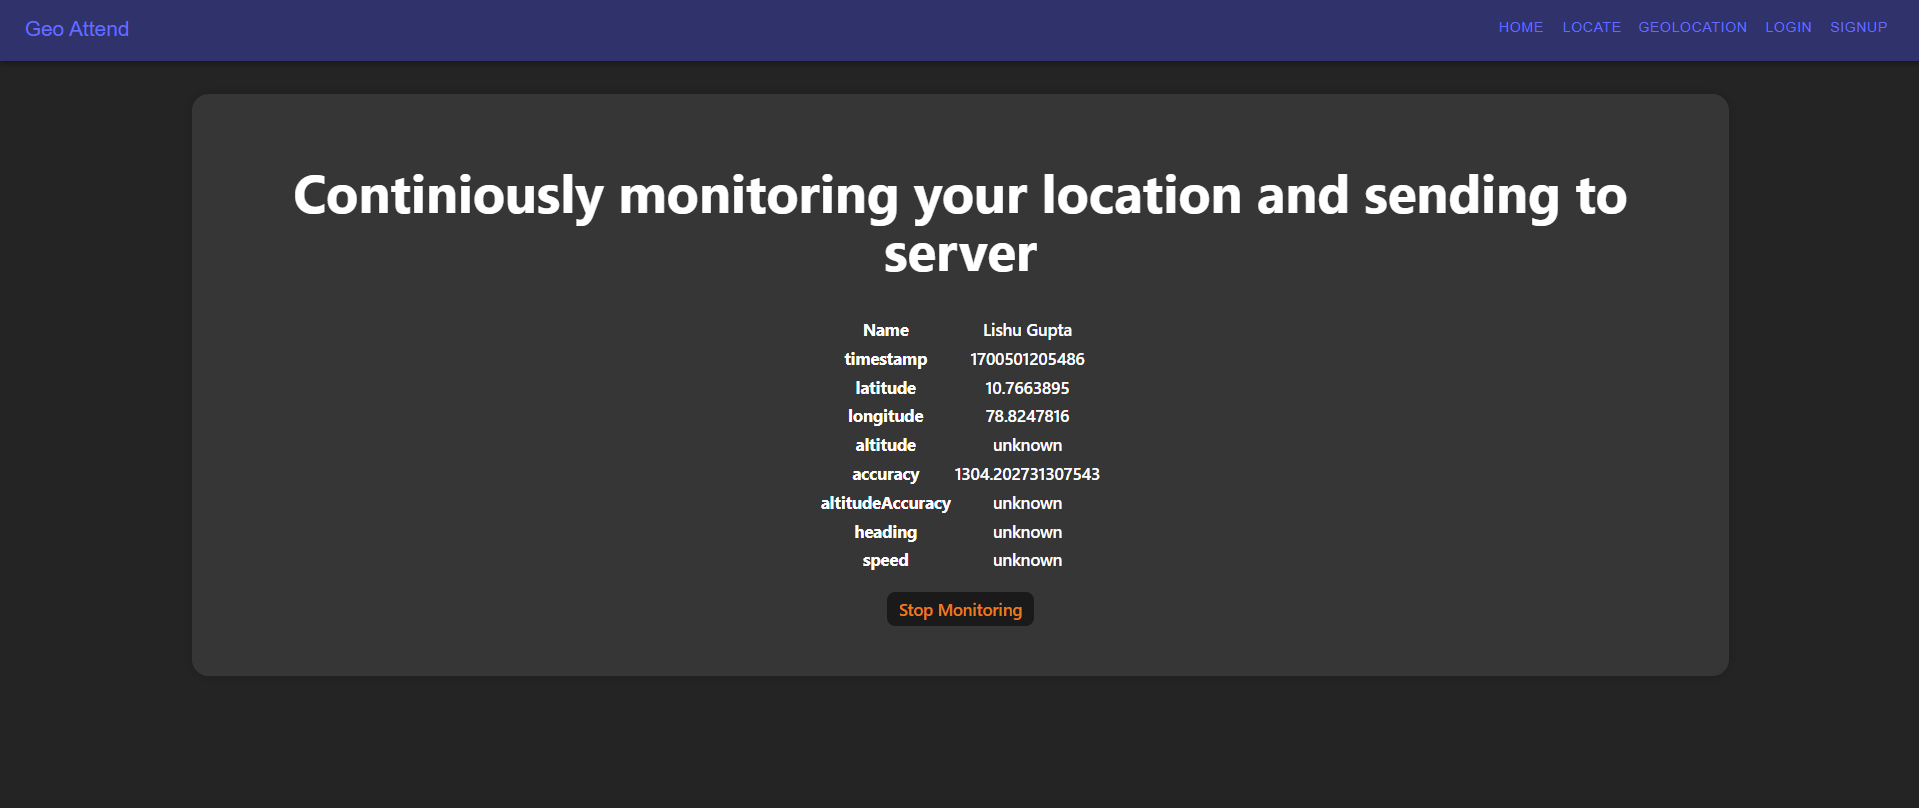 Geo Attend
HOME LOCATE GEOLOCATION LOGIN SIGNUP
Continiously monitoring your location and sending to
server
Name Lishu Gupta
timestamp 1700501205486
latitude 10.7663895
longitude 78.8247816
altitude unknown
accuracy 1304.202731307543
altitudeAccuracy unknown
heading unknown
speed unknown
Stop Monitoring